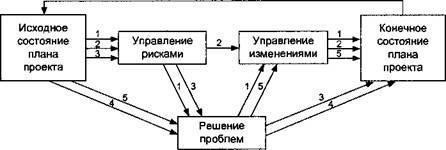 Исходное
состояние
плана
проекта
1
2
3
Управление
рисками
2
Управление
изменениями
1
2
5
Конечное
состояние
плана
проекта
1
3
1
5
5
4
3
4
Решение
проблем